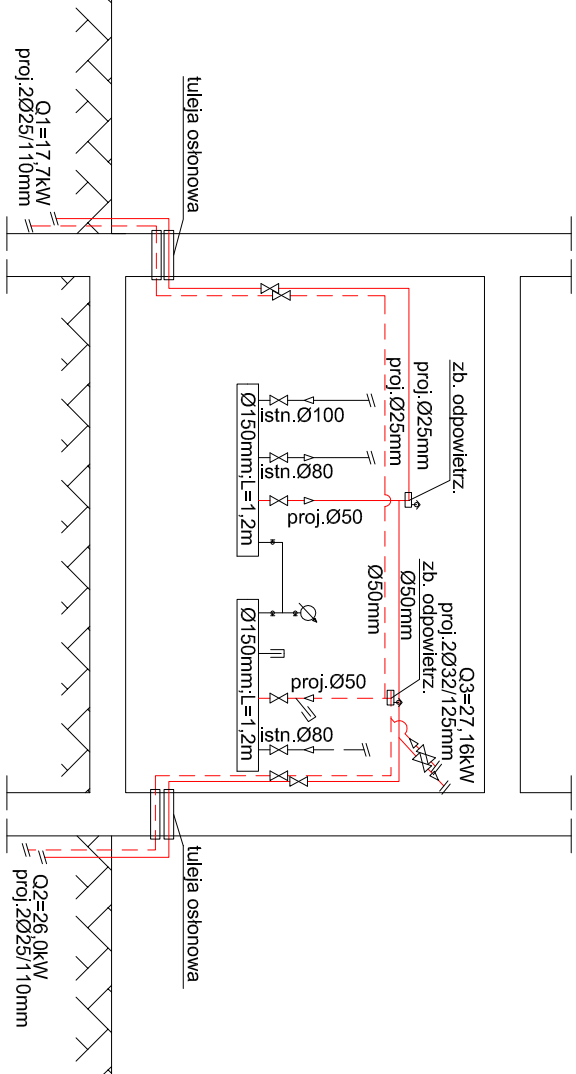 tuleja osłonowa
Q1=17,7kW
proj.2Ø25/110mm
zb. odpowietrz.
proj.Ø25mm
proj.Ø25mm
istn.Ø100
istn.Ø80
proj.Ø50
Ø150mm;L=1,2m
Q3=27,16kW
proj.2Ø32/125mm
zb. odpowietrz.
Ø50mm
Ø50mm
proj.Ø50
istn.Ø80
Ø150mm;L=1,2m
tuleja osłonowa
Q2=26,0kW
proj.2Ø25/110mm